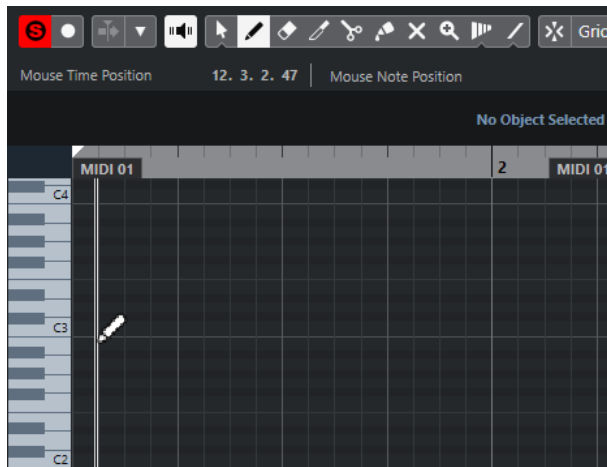 S
Grid
Mouse Time Position 12. 3. 2. 47 Mouse Note Position
No Object Selected
MIDI 01 2 MIDI 01
C4
C3
C2